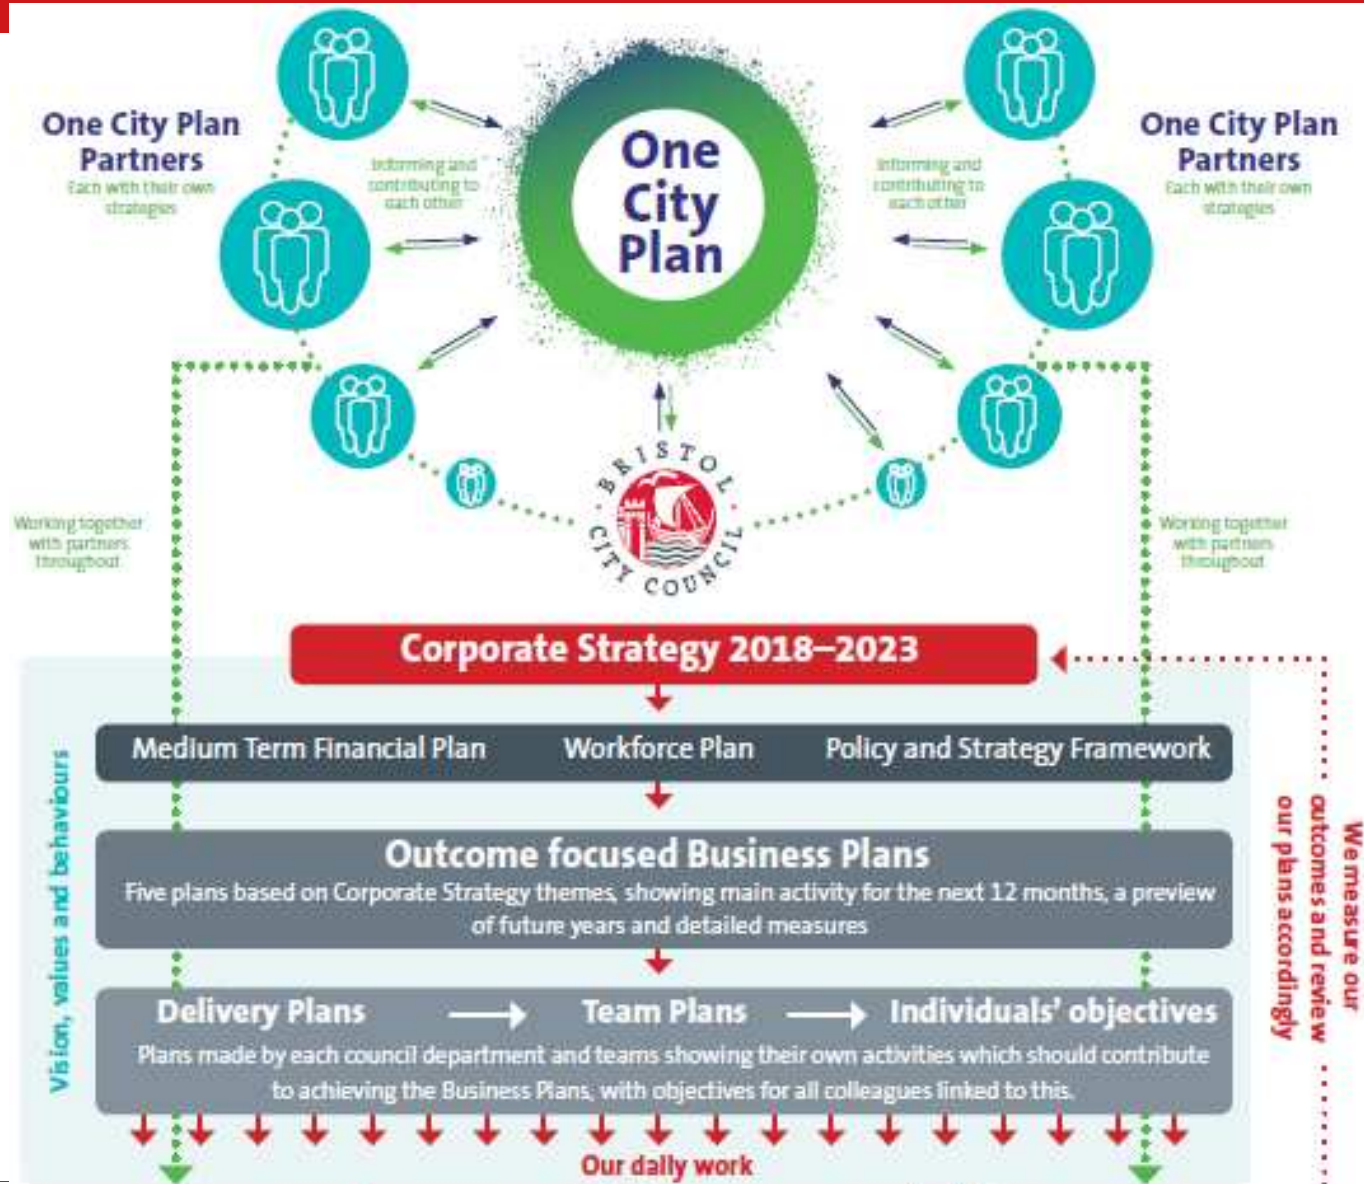 One City Plan
Partners
Each with their own
strategies
Informing and
contributing to
each other
One
City
Plan
Informing and
contributing to
each other
One City Plan
Partners
Each with their own
strategies
Working together
with partners
throughout
BRISTOL
CITY COUNCIL
Working together
with partners
throughout
Corporate Strategy 2018–2023
Medium Term Financial Plan Workforce Plan Policy and Strategy Framework
Outcome focused Business Plans
Five plans based on Corporate Strategy themes, showing main activity for the next 12 months, a preview
of future years and detailed measures
Delivery Plans Team Plans Individuals' objectives
Plans made by each council department and teams showing their own activities which should contribute
to achieving the Business Plans, with objectives for all colleagues linked to this.
Our daily work
Vision, values and behaviours
We measure our
outcomes and review
our plans accordingly